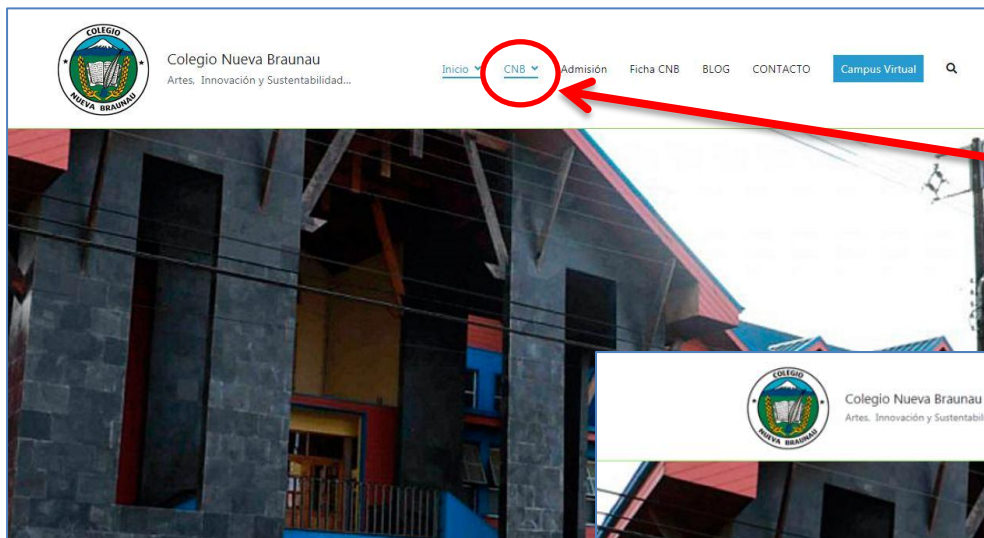 COLEGIO
NUEVA BRAUNAU
Colegio Nueva Braunau
Artes, Innovación y Sustentabilidad...
Inicio CNB Admisión Ficha CNB BLOG CONTACTO Campus Virtual
COLEGIO
NUEVA BRAUNAU
Colegio Nueva Braunau
Artes, Innovación y Sustentabili